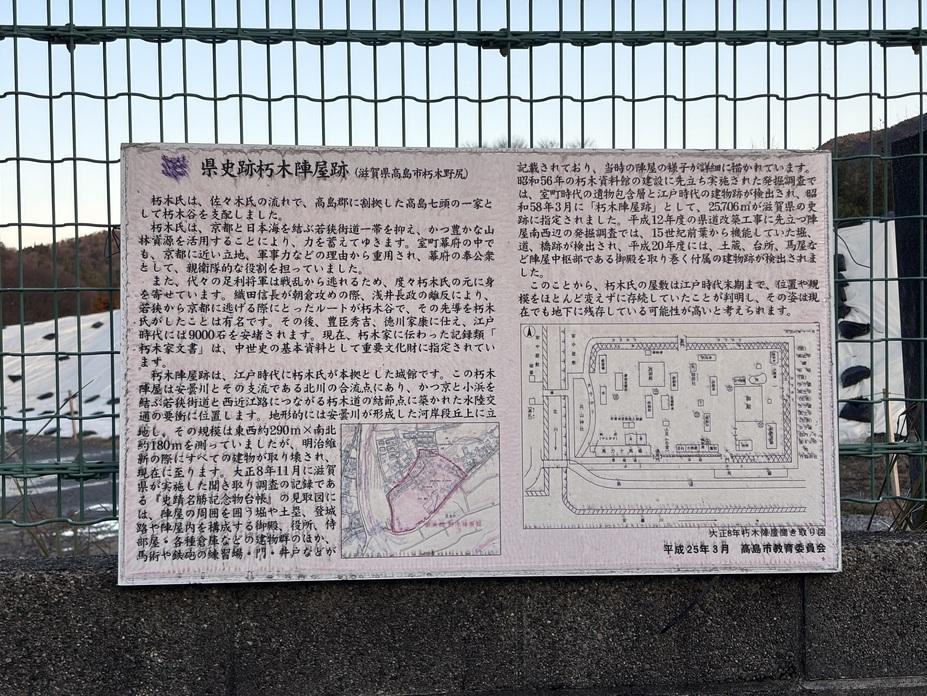 県史跡朽木陣屋跡（滋賀県高島市朽木野尻）
朽木氏は、佐々木氏の流れで、高島郡に割拠した高島七頭の一家と
して朽木谷を支配しました。
朽木氏は、京都と日本海を結ぶ若狭街道一帯を抑え、かつ豊かな山
林資源を活用することにより、力を蓄えてゆきます。室町幕府の中で
も、京都に近い立地、軍事力などの理由から重用され、幕府の奉公衆
として、親衛隊的な役割を担っていました。
また、代々の足利将軍は戦乱から逃れるため、度々朽木氏の元に身
を寄せています。織田信長が朝倉攻めの際、浅井長政の離反により、
若狭から京都に逃げる際にとったルートが朽木谷で、その先導を朽木
氏がしたことは有名です。その後、豊臣秀吉、徳川家康に仕え、江戸
時代には9000石を安堵されます。現在、朽木家に伝わった記録類「
朽木家文書」は、中世史の基本資料として重要文化財に指定されてい
ます。
朽木陣屋跡は、江戸時代に朽木氏が本拠とした城館です。この朽木
陣屋は安曇川とその支流である北川の合流点にあり、かつ京と小浜を
結ぶ若狭街道と西近江路につながる朽木道の結節点に築かれた水陸交
通の要衝に位置します。地形的には安曇川が形成した河岸段丘上に立
地し、その規模は東西約290m×南北
約180mを測っていましたが、明治維
新の際にすべての建物が取り壊され、
現在に至ります。大正8年11月に滋賀
県が実施した聞き取り調査の記録であ
る『史蹟名勝記念物台帳』の見取図に
は、陣屋の周囲を囲う堀や土塁、登城
路や陣屋内を構成する御殿、役所、侍
部屋・各種倉庫などの建物群のほか、
馬術や鉄砲の練習場・門・井戸などが
記載されており、当時の陣屋の様子が詳細に描かれています。
昭和56年の朽木資料館の建設に先立ち実施された発掘調査で
は、室町時代の遺物包含層と江戸時代の建物跡が検出され、昭
和58年3月に「朽木陣屋跡」として、25,706㎡が滋賀県の史
跡に指定されました。平成12年度の県道改築工事に先立つ陣
屋南西辺の発掘調査では、15世紀前葉から機能していた堀、
道、橋跡が検出され、平成20年度には、土蔵、台所、馬屋な
ど陣屋中枢部である御殿を取り巻く付属の建物跡が検出されま
した。
このことから、朽木氏の屋敷は江戸時代末期まで、位置や規
模をほとんど変えずに存続していたことが判明し、その姿は現
在でも地下に残存している可能性が高いと考えられます。
大正8年朽木陣屋聞き取り図
平成25年3月　高島市教育委員会